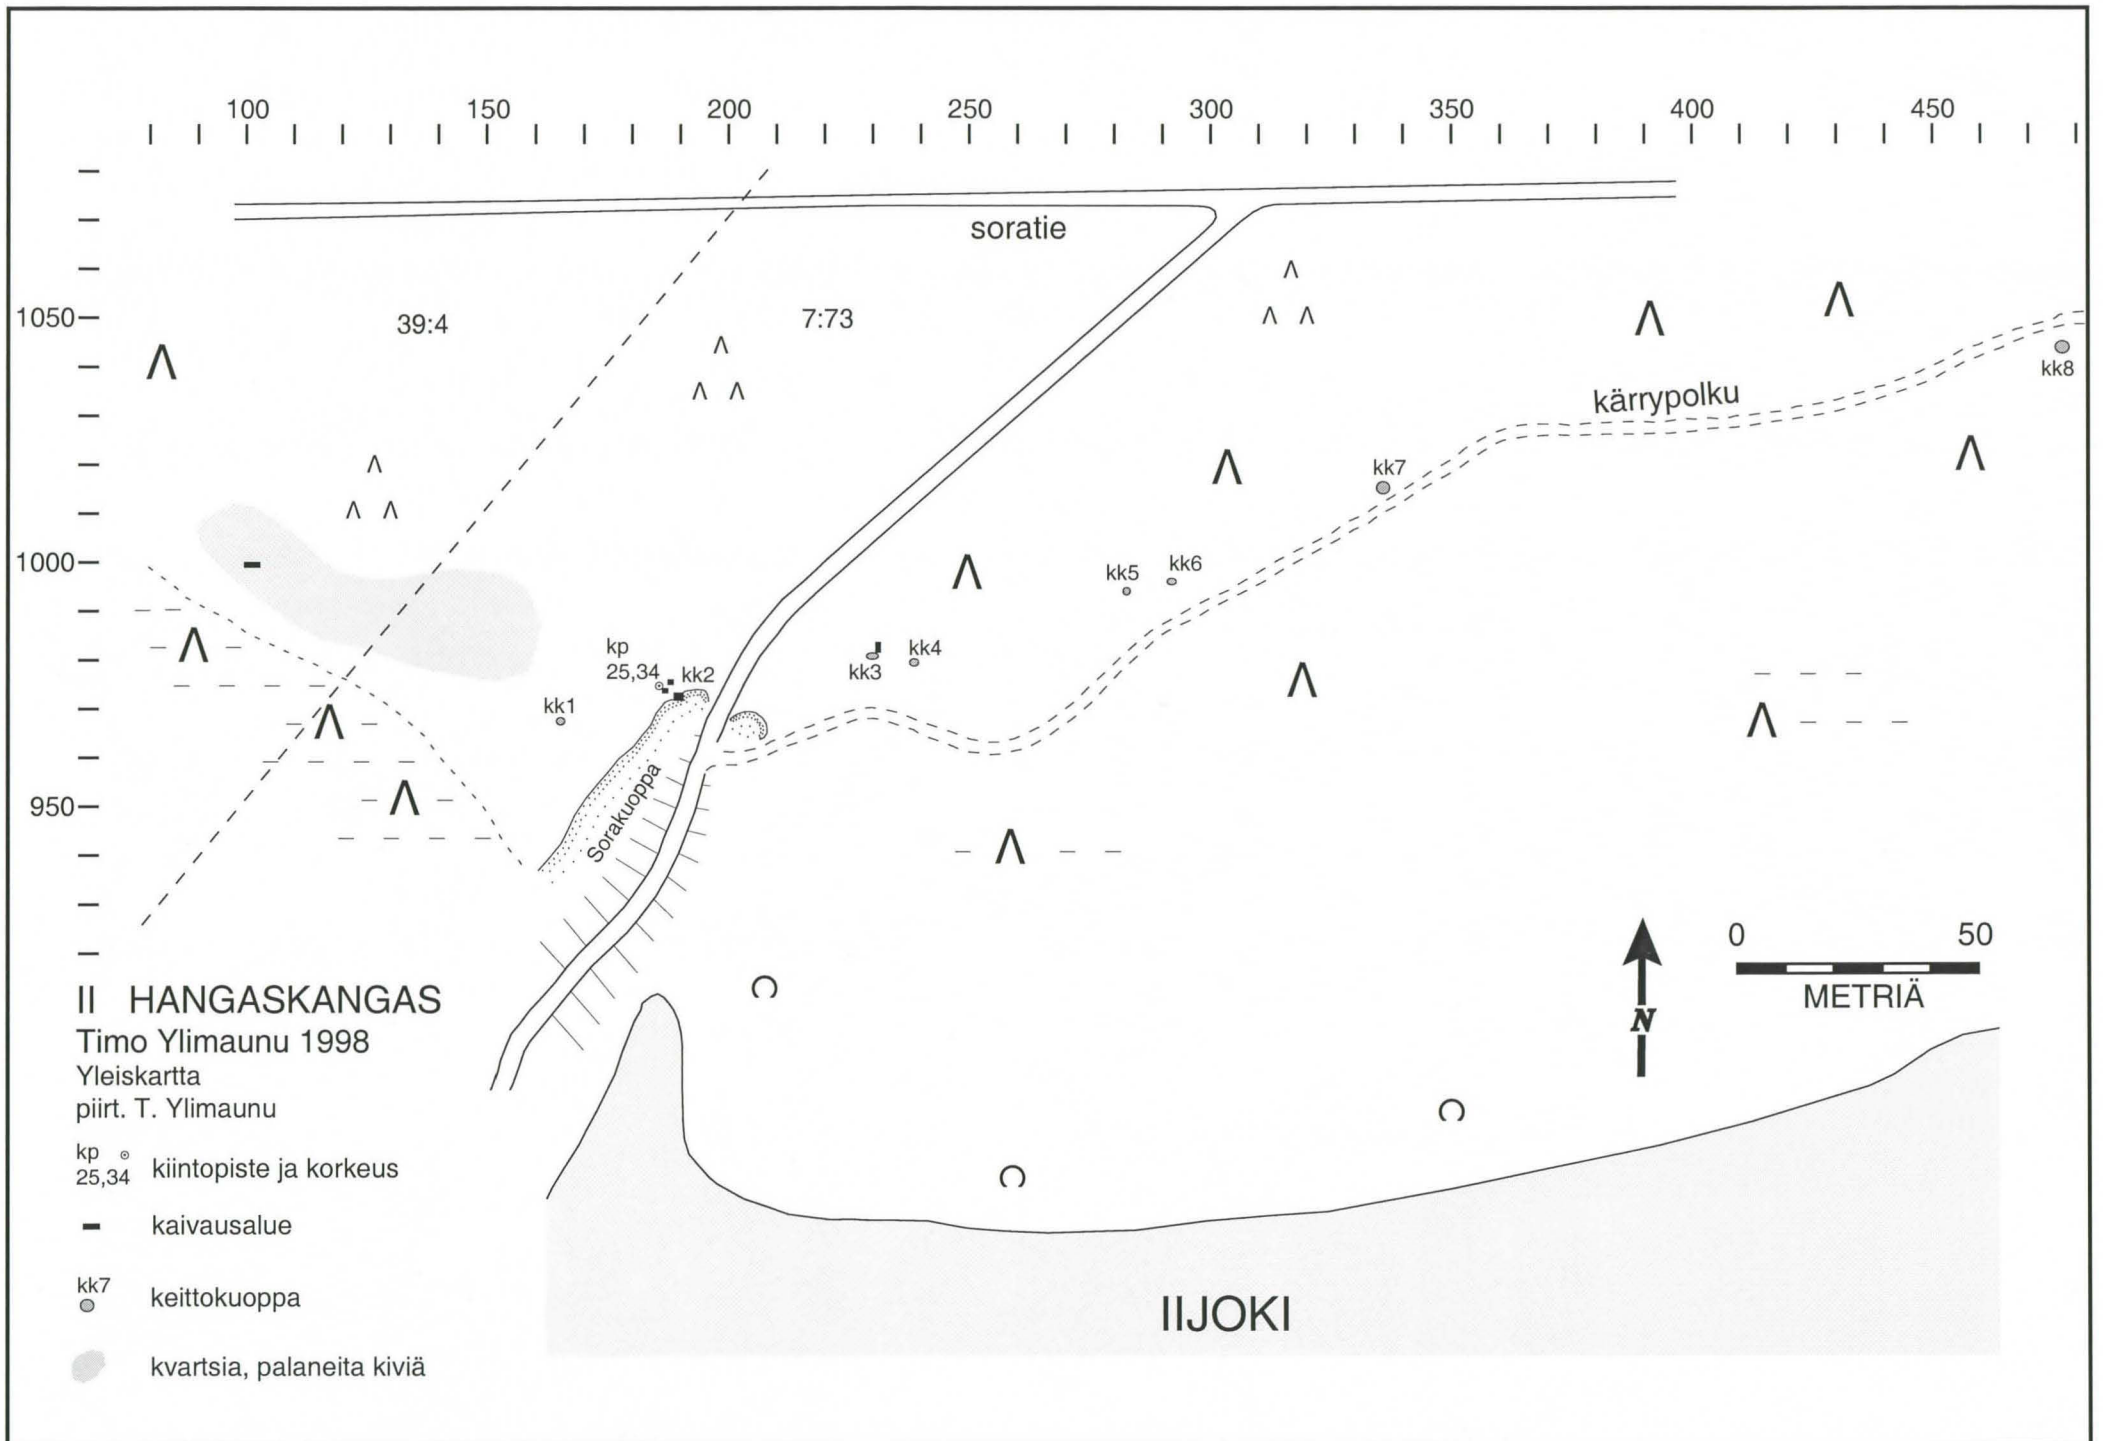 100 150 200 250 300 350 400 450
soratie
1050
39:4
7:73
kärrypolku
kk8
kk7
1000
kk5
kk6
kp
25,34
kk2
kk3
kk4
kk1
Sorakuoppa
950
0 50
METRIÄ
N
II HANGASKANGAS
Timo Ylimaunu 1998
Yleiskartta
piirt. T. Ylimaunu
kp
25,34 kiintopiste ja korkeus
kaivausalue
kk7
keittokuoppa
kvartsia, palaneita kiviä
IIJOKI